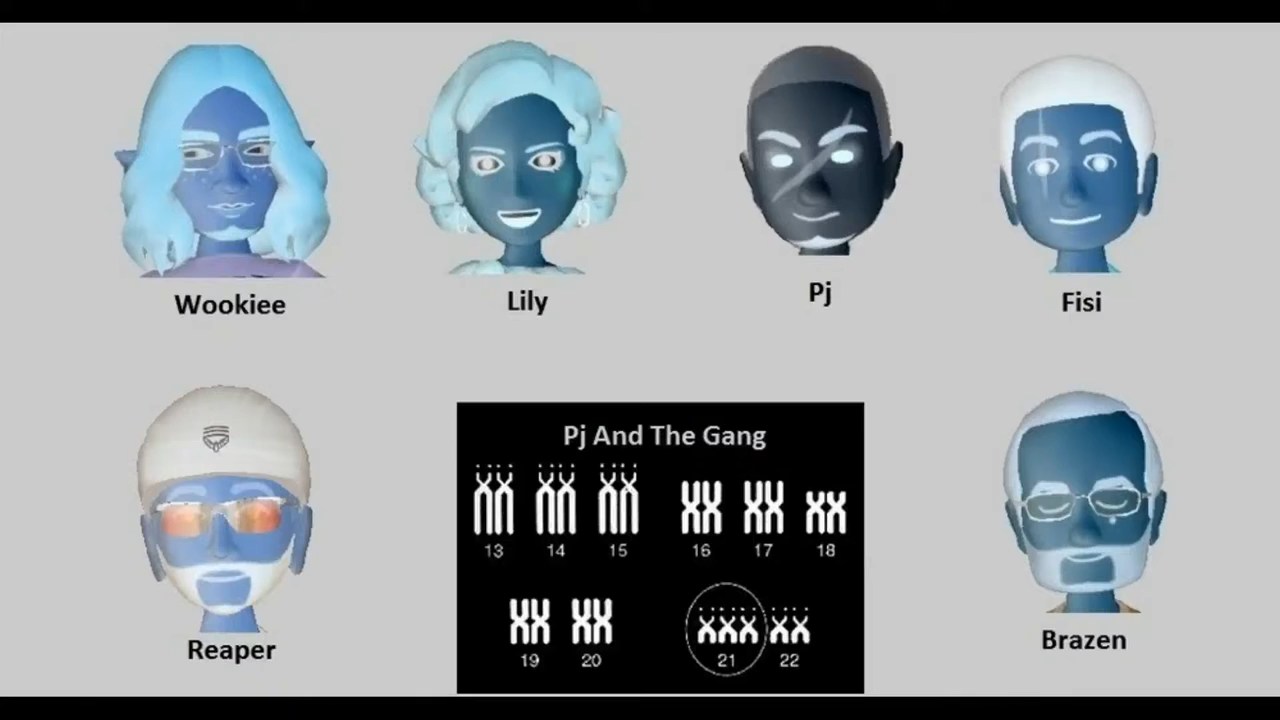 Wookiee
Lily
Pj
Fisi
Reaper
Pj And The Gang
13 14 15 16 17 18
19 20 21 22
Brazen